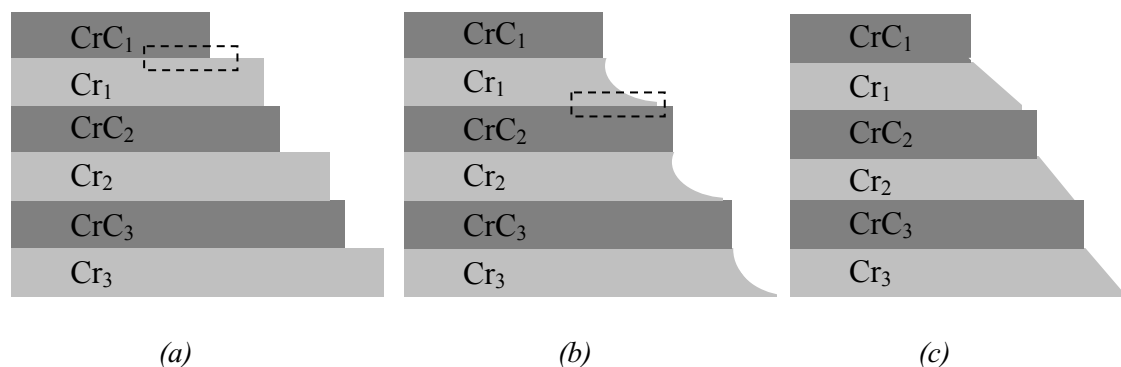 CrC₁ CrC₁ CrC₁
Cr₁ Cr₁ Cr₁
CrC₂ CrC₂ CrC₂
Cr₂ Cr₂ Cr₂
CrC₃ CrC₃ CrC₃
Cr₃ Cr₃ Cr₃
(a) (b) (c)